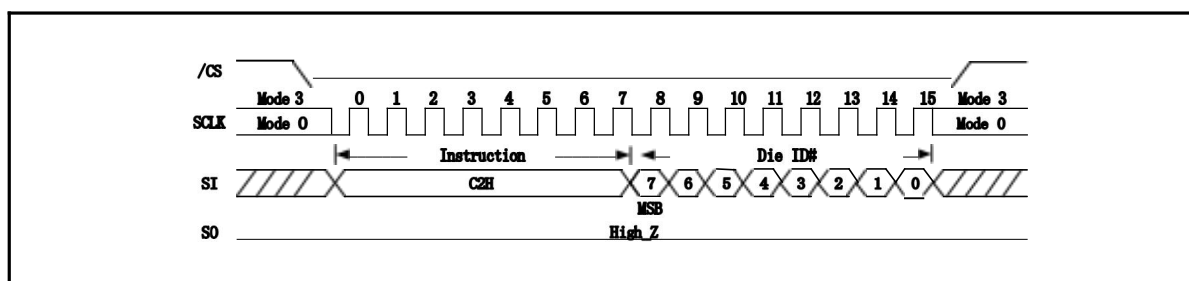 /CS
Mode 3 0 1 2 3 4 5 6 7 8 9 10 11 12 13 14 15 Mode 3
SCLK Mode 0 Mode 0
Instruction Die ID#
SI C2H 7 6 5 4 3 2 1 0
MSB
SO High_Z